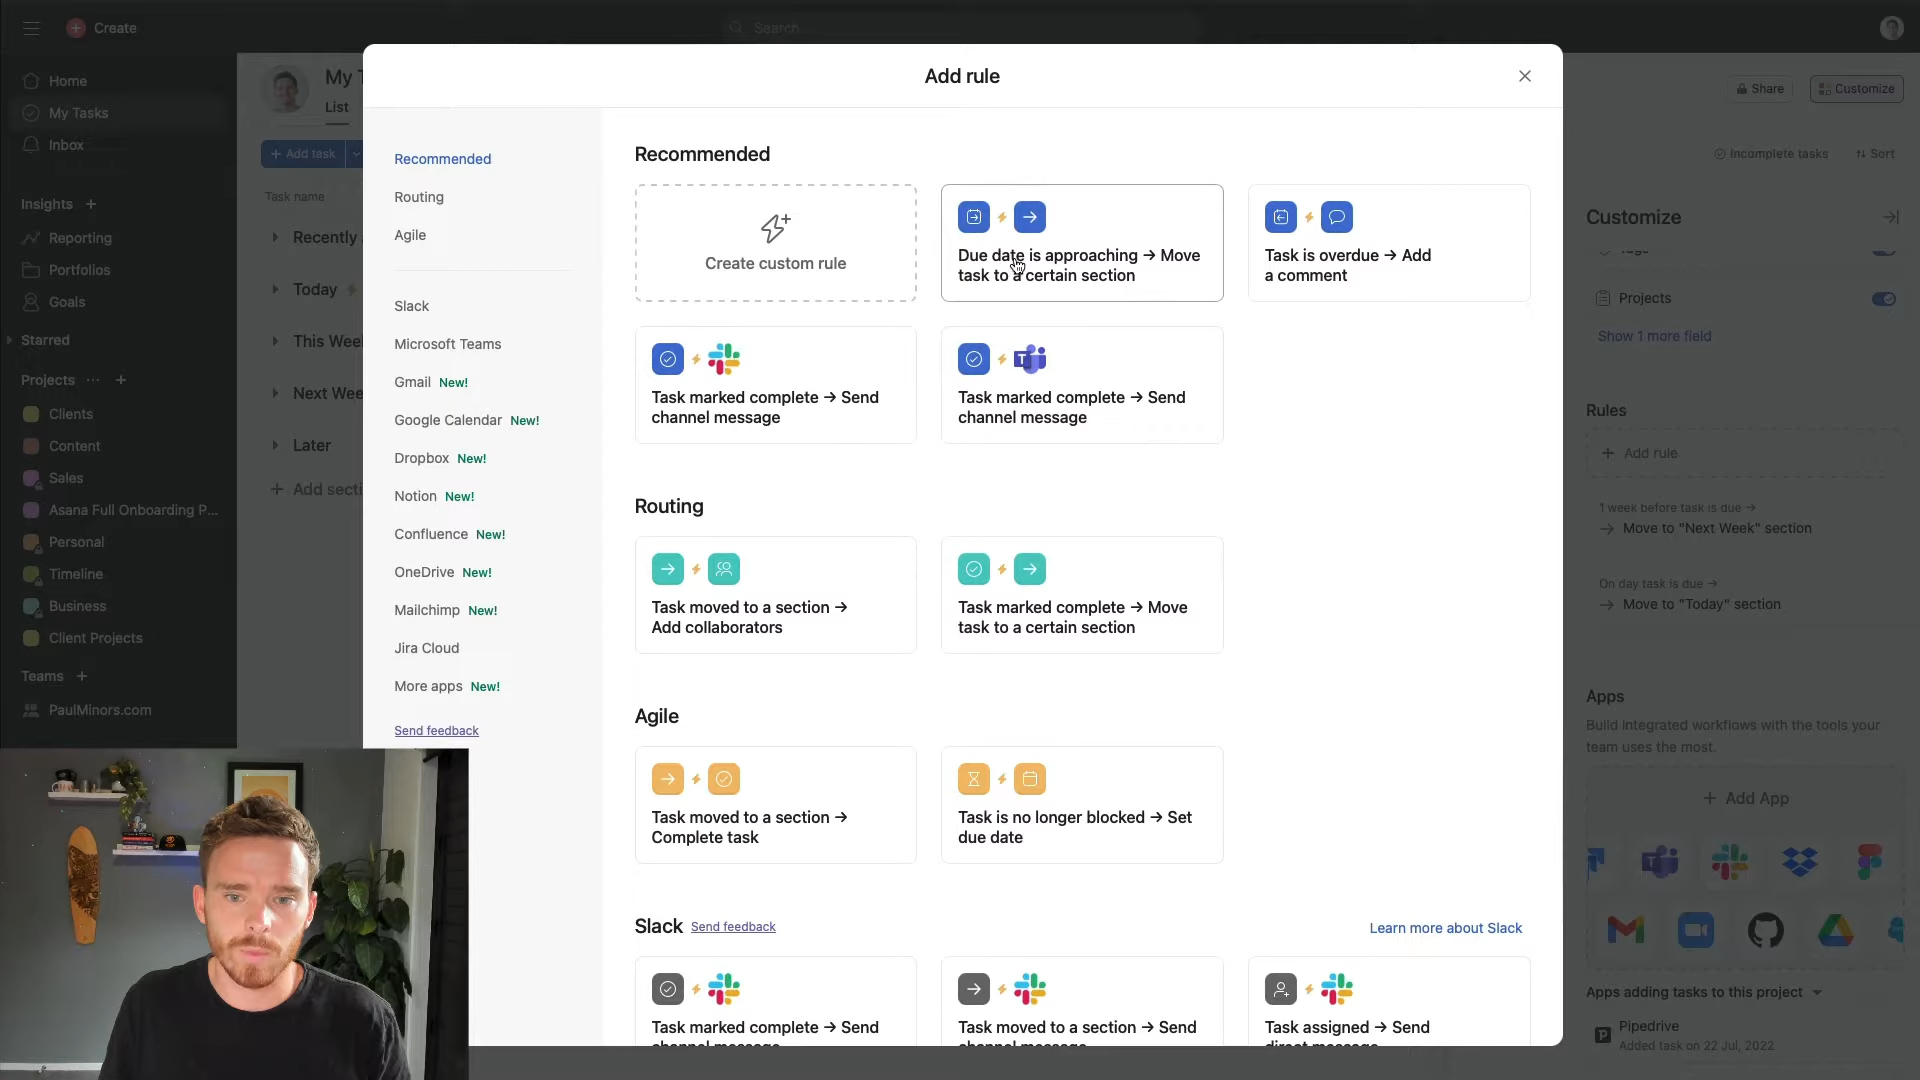 Create
Search
Home
My Tasks
Inbox
Insights
Reporting
Portfolios
Goals
Starred
Projects
Clients
Content
Sales
Asana Full Onboarding P...
Personal
Timeline
Business
Client Projects
Teams
PaulMinors.com
My T
List
Add task
Task name
Recently
Today
This Wee
Next Wee
Later
Add secti
Add rule
Recommended
Routing
Agile
Slack
Microsoft Teams
Gmail New!
Google Calendar New!
Dropbox New!
Notion New!
Confluence New!
OneDrive New!
Mailchimp New!
Jira Cloud
More apps New!
Send feedback
Recommended
Create custom rule
Due date is approaching → Move
task to a certain section
Task is overdue → Add
a comment
Task marked complete → Send
channel message
Task marked complete → Send
channel message
Routing
Task moved to a section →
Add collaborators
Task marked complete → Move
task to a certain section
Agile
Task moved to a section →
Complete task
Task is no longer blocked → Set
due date
Slack Send feedback
Learn more about Slack
Task marked complete → Send
channel message
Task moved to a section → Send
channel message
Task assigned → Send
direct message
Share
Customize
Incomplete tasks
Sort
Customize
Projects
Show 1 more field
Rules
Add rule
1 week before task is due →
→ Move to "Next Week" section
On day task is due →
→ Move to "Today" section
Apps
Build integrated workflows with the tools your
team uses the most.
Add App
Apps adding tasks to this project
Pipedrive
Added task on 22 Jul, 2022